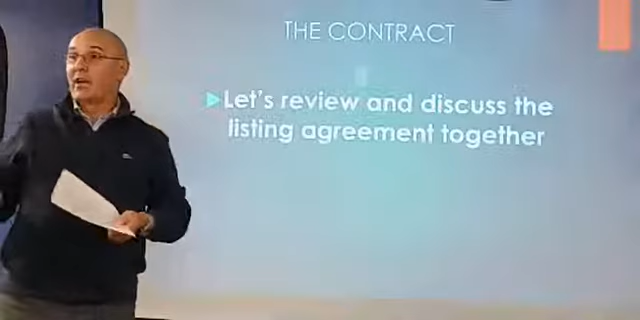 THE CONTRACT
Let's review and discuss the
listing agreement together